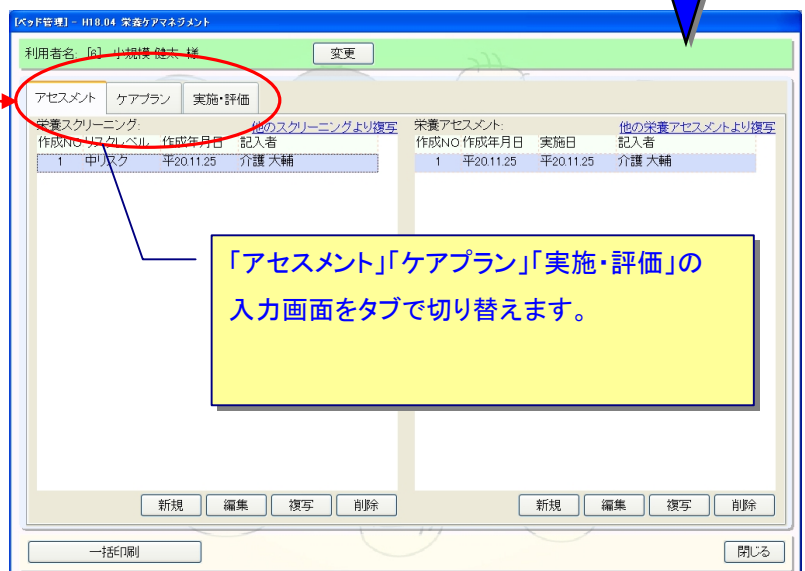 [ベッド管理] - H18.04 栄養ケアマネジメント
利用者名: [6] 小規模 健太 様 変更
アセスメント ケアプラン 実施・評価
栄養スクリーニング: 他のスクリーニングより複写
作成NO リスクレベル 作成年月日 記入者
1 中リスク 平20.11.25 介護 大輔
栄養アセスメント: 他の栄養アセスメントより複写
作成NO 作成年月日 実施日 記入者
1 平20.11.25 平20.11.25 介護 大輔
「アセスメント」「ケアプラン」「実施・評価」の
入力画面をタブで切り替えます。
新規 編集 複写 削除
新規 編集 複写 削除
一括印刷 閉じる